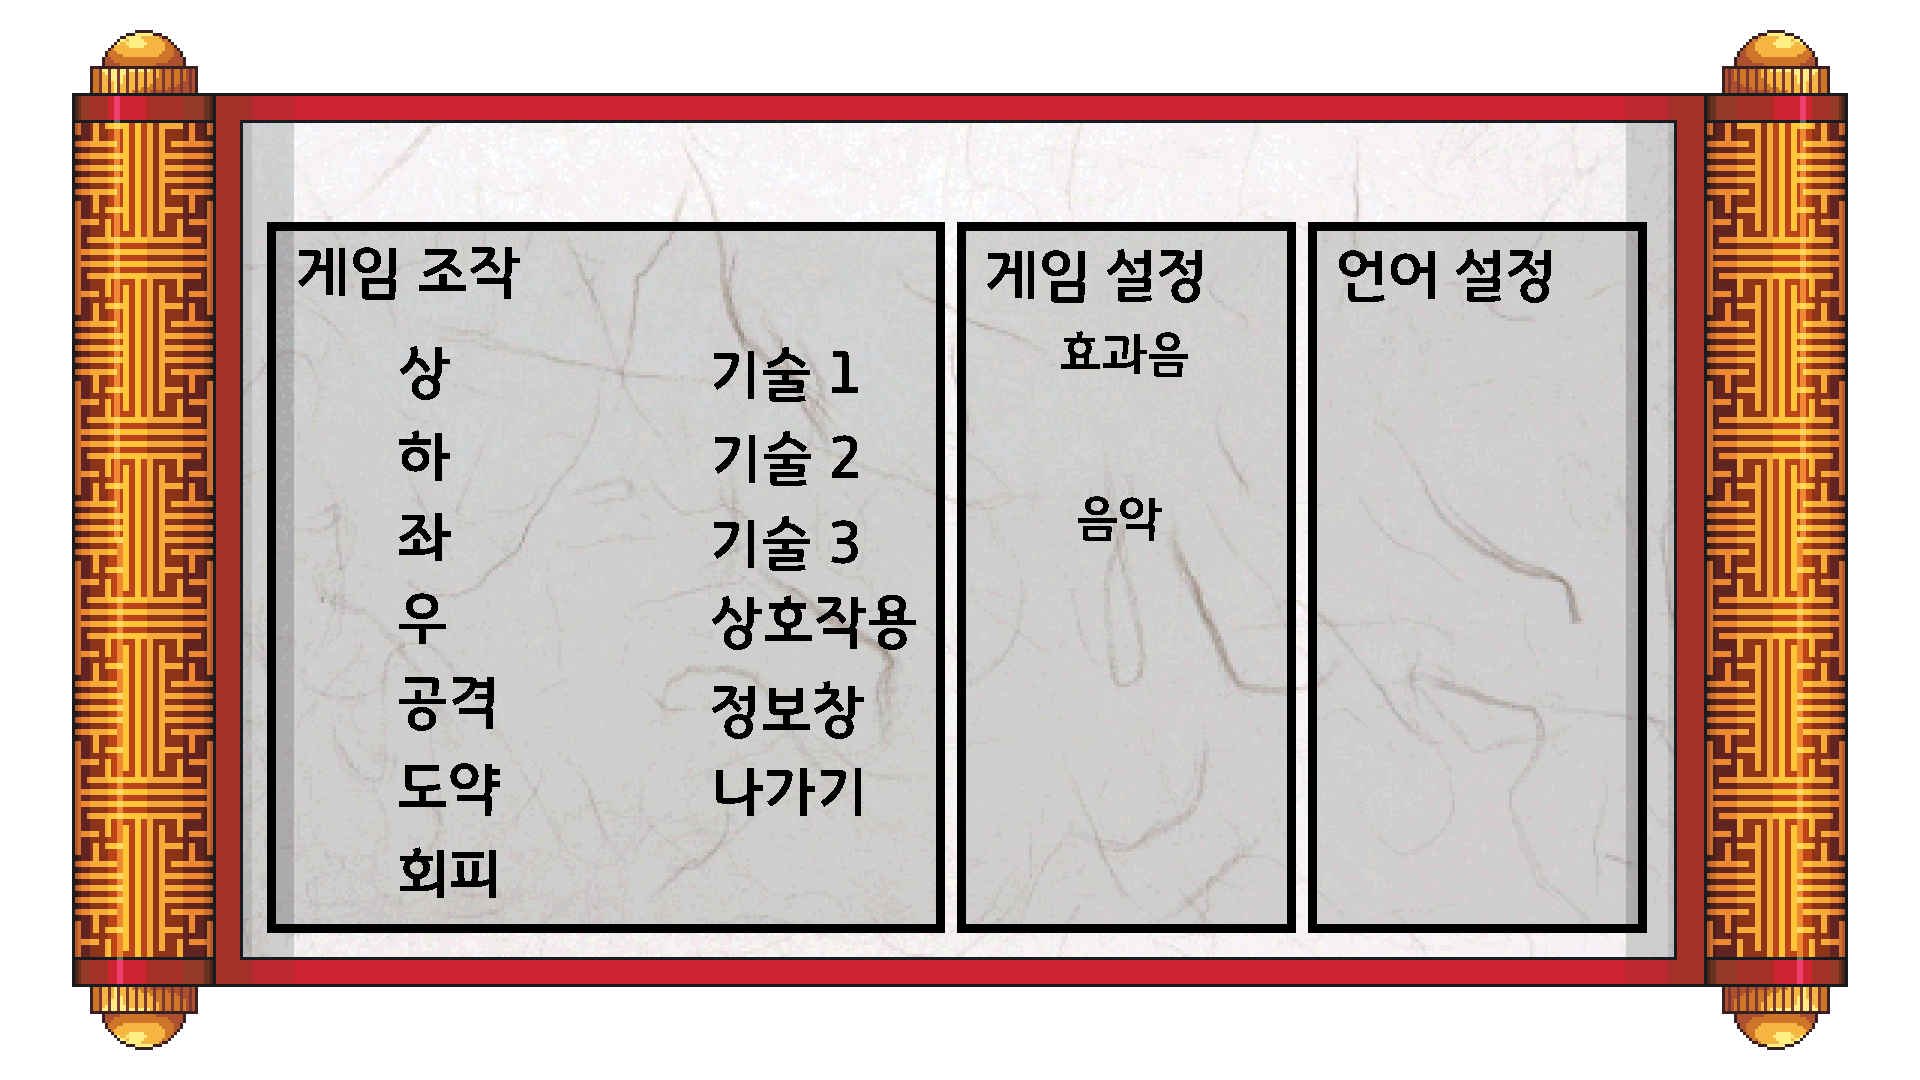 게임 조작
상
하
좌
우
공격
도약
회피
기술 1
기술 2
기술 3
상호작용
정보창
나가기
게임 설정
효과음
음악
언어 설정